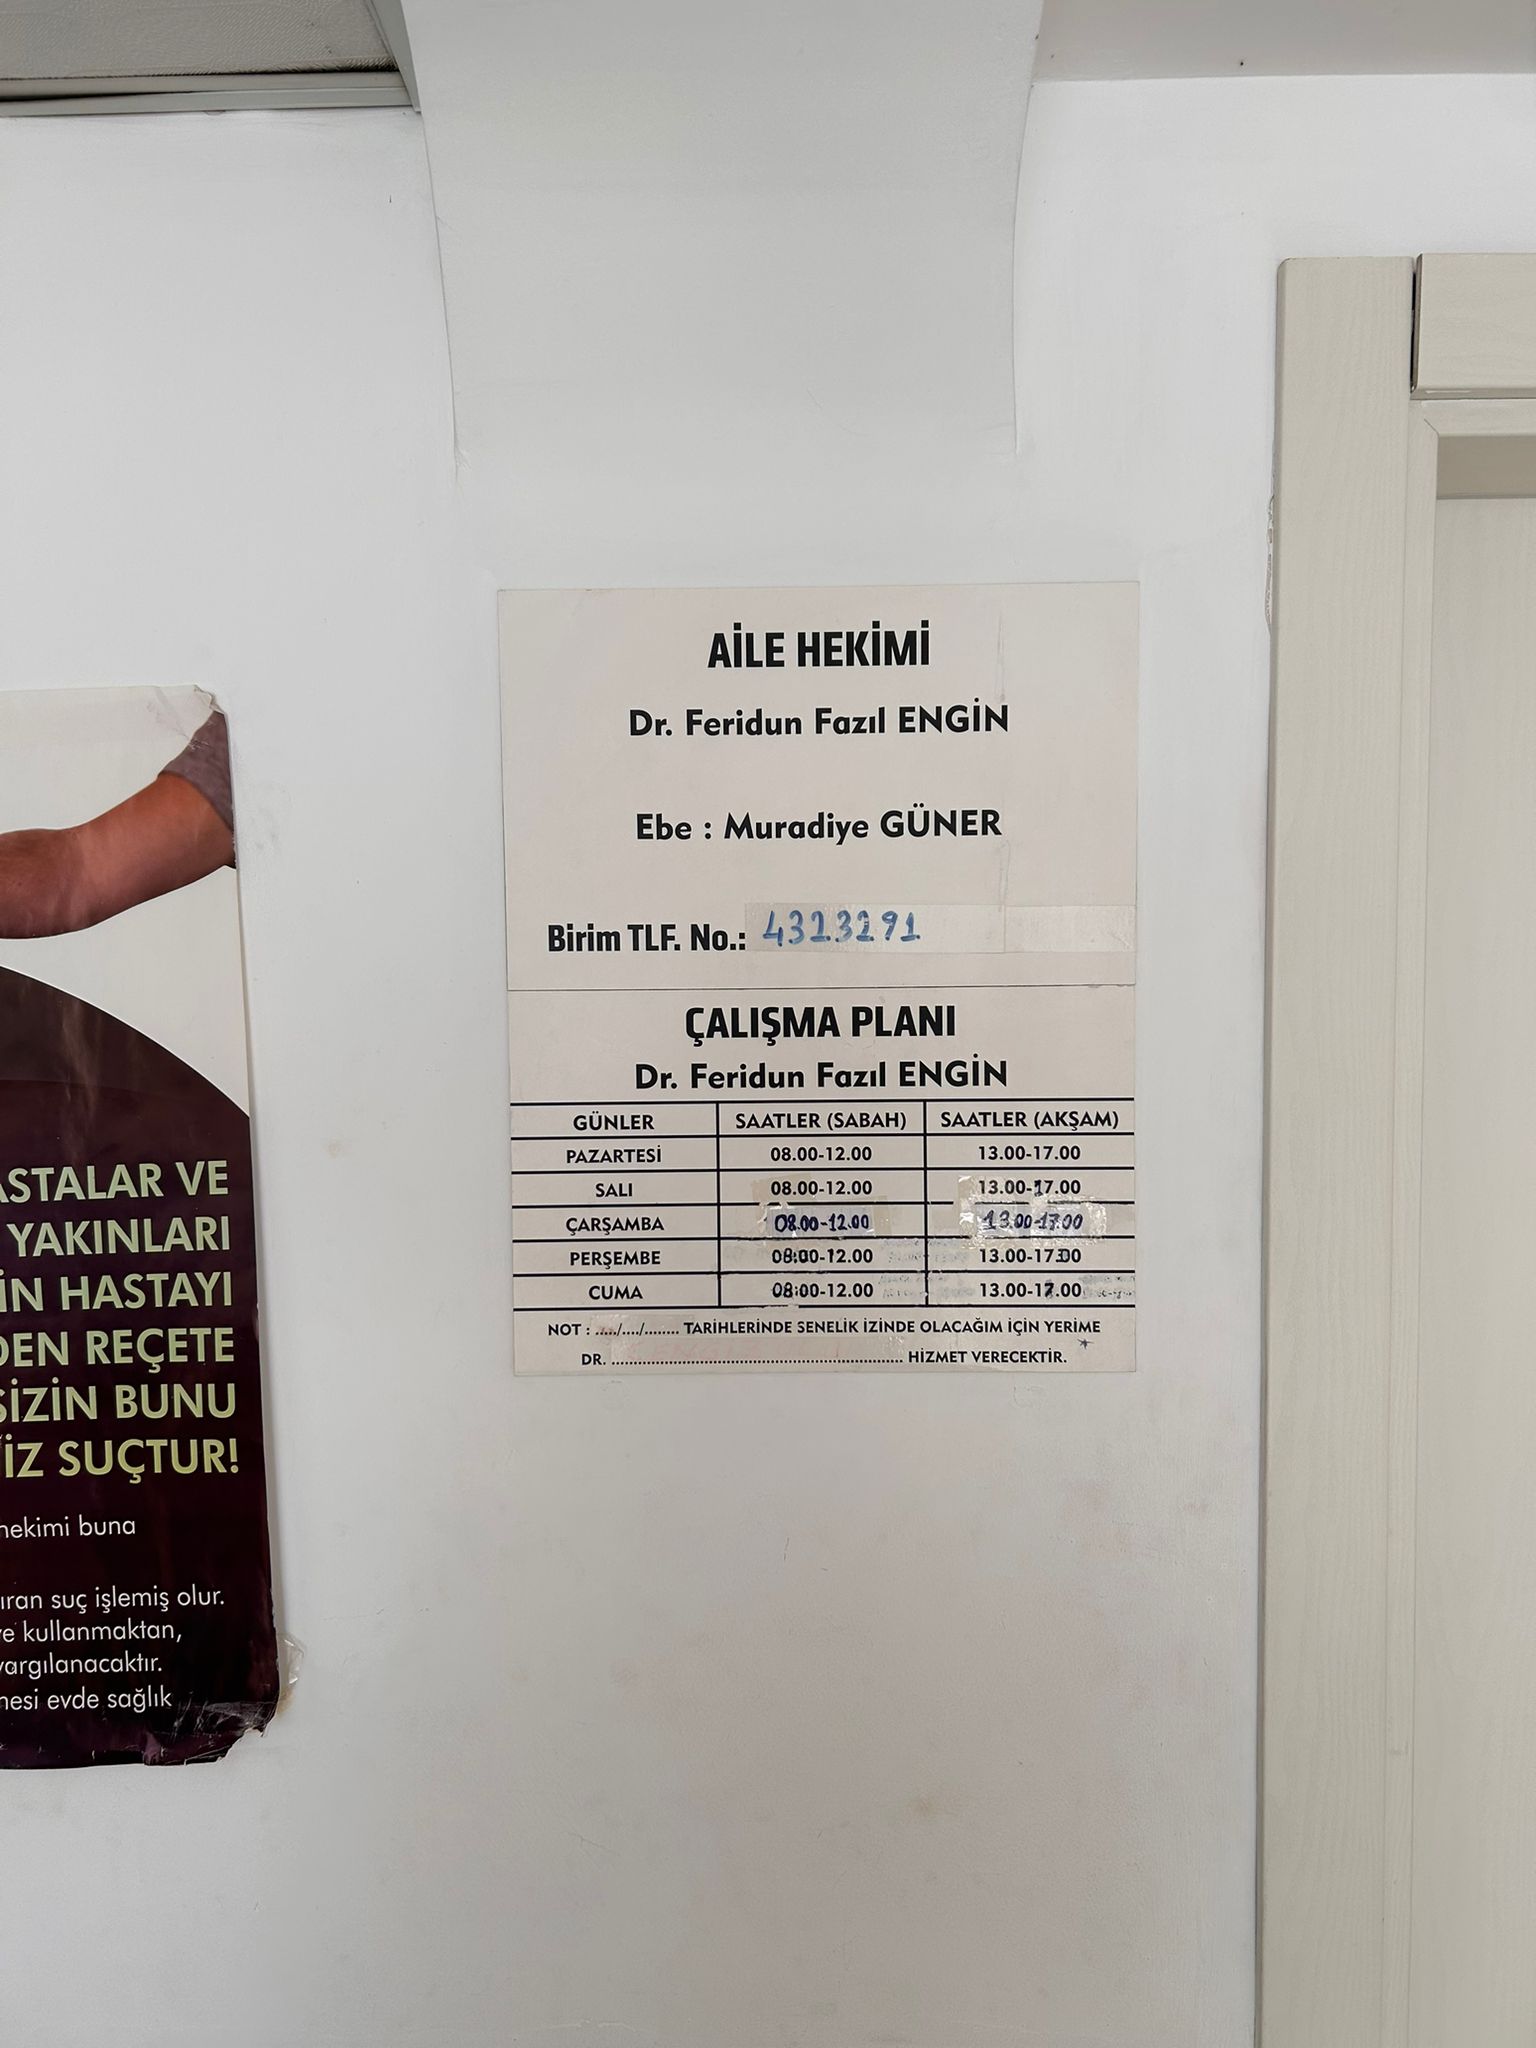 AİLE HEKİMİ
Dr. Feridun Fazıl ENGİN
Ebe : Muradiye GÜNER
Birim TLF. No.: 4323291
ÇALIŞMA PLANI
Dr. Feridun Fazıl ENGİN
GÜNLER SAATLER (SABAH) SAATLER (AKŞAM)
PAZARTESİ 08.00-12.00 13.00-17.00
SALI 08.00-12.00 13.00-17.00
ÇARŞAMBA 08.00-12.00 13.00-17.00
PERŞEMBE 08:00-12.00 13.00-17.00
CUMA 08:00-12.00 13.00-17.00
NOT : ...../..../........ TARİHLERİNDE SENELİK İZİNDE OLACAĞIM İÇİN YERİME
DR. .................................................................. HİZMET VERECEKTİR.
ASTALAR VE
YAKINLARI
İN HASTAYI
DEN REÇETE
SİZİN BUNU
İZ SUÇTUR!
hekimi buna
ıran suç işlemiş olur.
ve kullanmaktan,
yargılanacaktır.
mesi evde sağlık